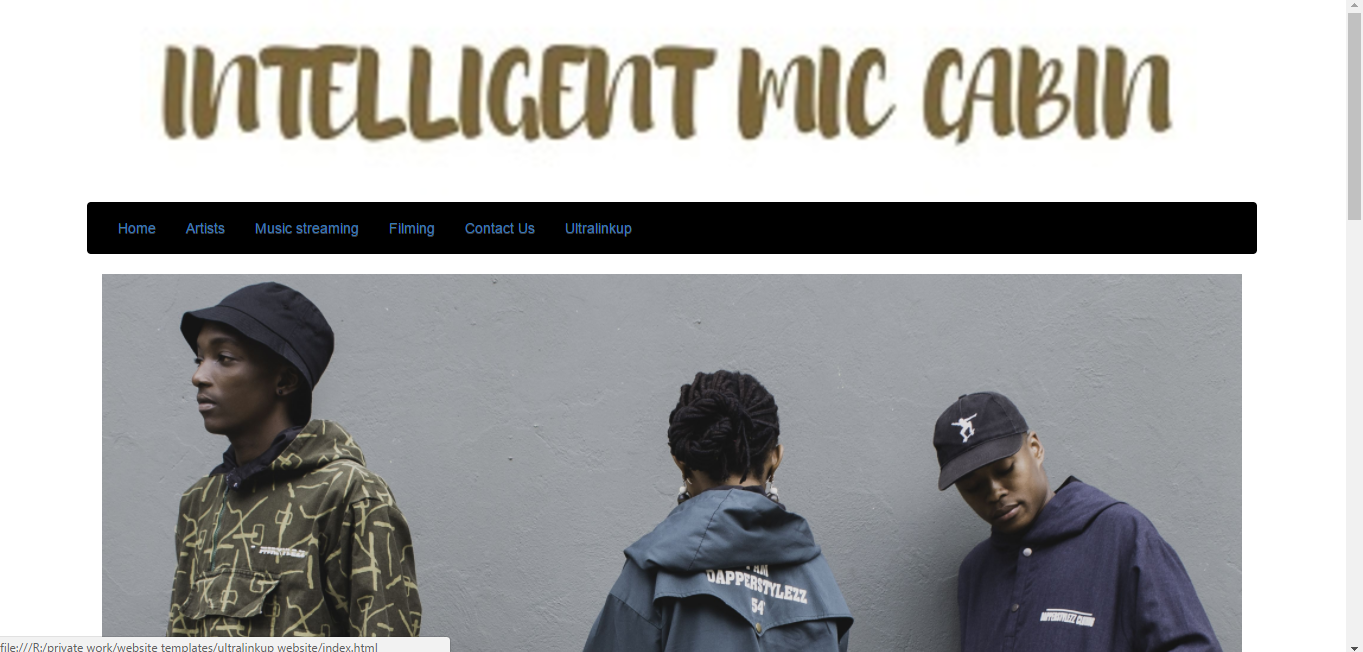 INTELLIGENT MIC CABIN
Home Artists Music streaming Filming Contact Us Ultralinkup
I AM
DAPPERSTYLEZZ
54
file:///R:/private work/website templates/ultralinkup website/index.html